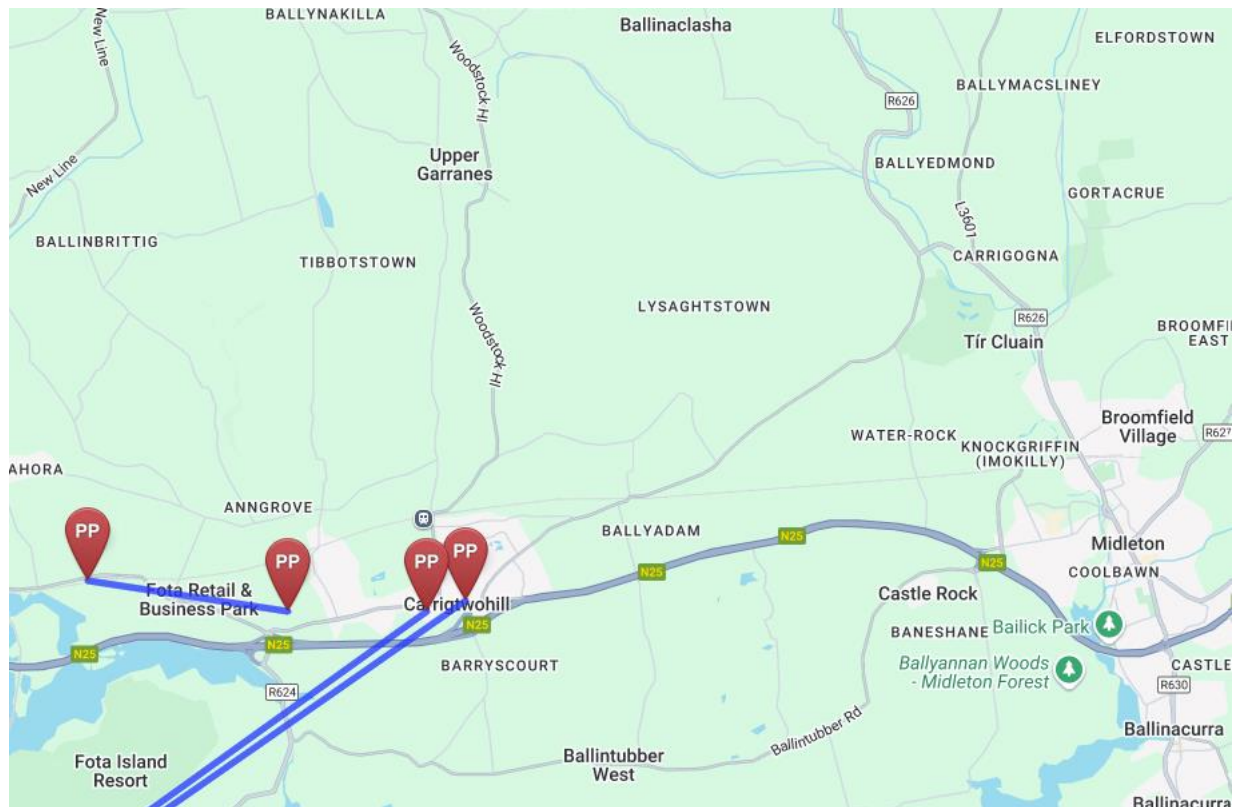 BALLYNAKILLA
Ballinaclasha
ELFORDSTOWN
New Line
Woodstock Hl
BALLYMACSLINEY
R626
Upper
Garranes
BALLYEDMOND
New Line
GORTACRUE
L3601
BALLINBRITTIG
TIBBOTSTOWN
CARRIGOGNA
LYSAGHTSTOWN
Woodstock Hl
R626
Tír Cluain
BROOMFI
EAST
Broomfield
Village
WATER-ROCK
KNOCKGRIFFIN
(IMOKILLY)
R627
AHORA
ANNGROVE
PP
PP
PP
PP
BALLYADAM
N25
Midleton
COOLBAWN
Fota Retail &
Business Park
Carrigtwohill
N25
N25
Castle Rock
N25
N25
N25
BANESHANE
Bailick Park
BARRYSCOURT
Ballyannan Woods
- Midleton Forest
CASTLE
R624
R630
Ballintubber Rd
Ballinacurra
Fota Island
Resort
Ballintubber
West
Ballinacurra